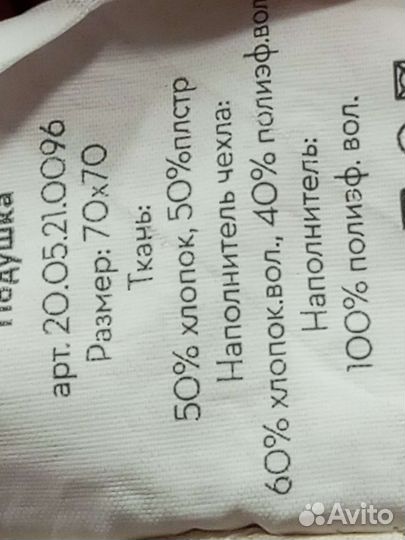 Подушка
арт. 20.05.21.0096
Размер: 70x70
Ткань:
50% хлопок, 50%плстр
Наполнитель чехла:
60% хлопок.вол., 40% полиэф.вол
Наполнитель:
100% полиэф. вол.
Avito